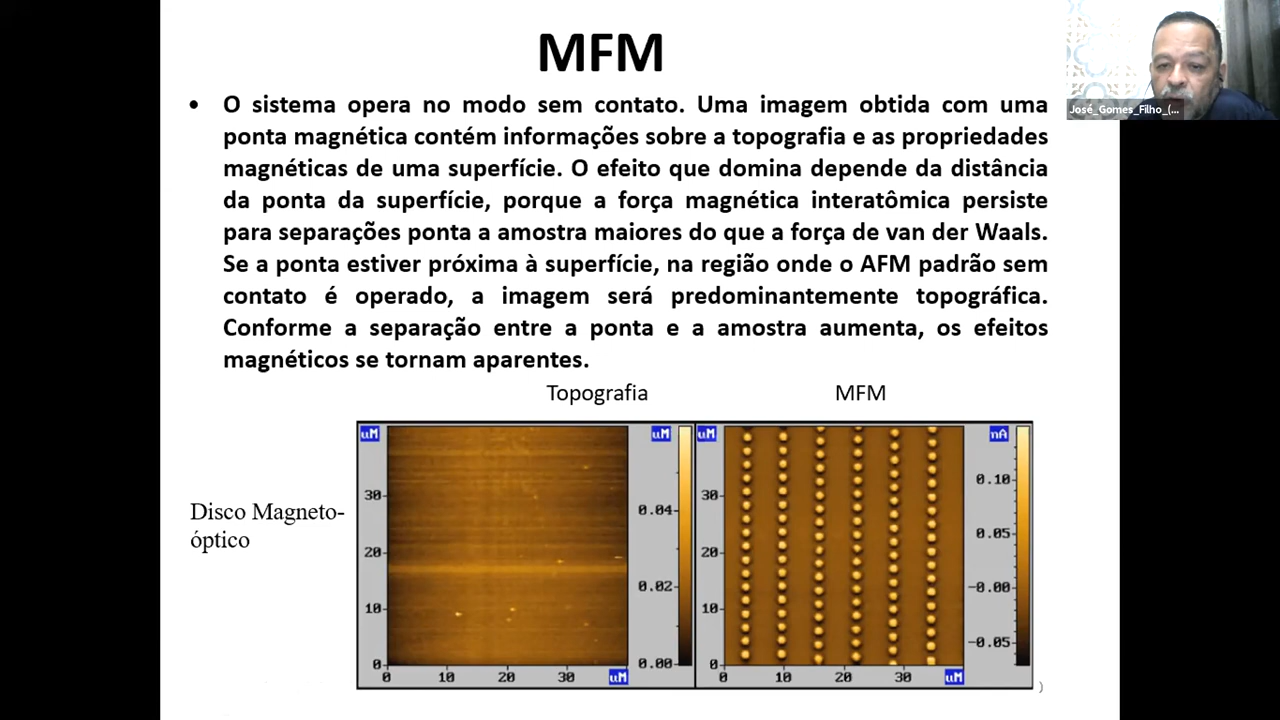 MFM
José_Gomes_Filho_(...
• O sistema opera no modo sem contato. Uma imagem obtida com uma
ponta magnética contém informações sobre a topografia e as propriedades
magnéticas de uma superfície. O efeito que domina depende da distância
da ponta da superfície, porque a força magnética interatômica persiste
para separações ponta a amostra maiores do que a força de van der Waals.
Se a ponta estiver próxima à superfície, na região onde o AFM padrão sem
contato é operado, a imagem será predominantemente topográfica.
Conforme a separação entre a ponta e a amostra aumenta, os efeitos
magnéticos se tornam aparentes.
Topografia MFM
Disco Magneto-
óptico
uM uM uM nA
30 0.04 30 0.10
20 20 0.05
0.02 -0.00
10 10
0 0.00 0 -0.05
0 10 20 30 uM 0 10 20 30 uM
)